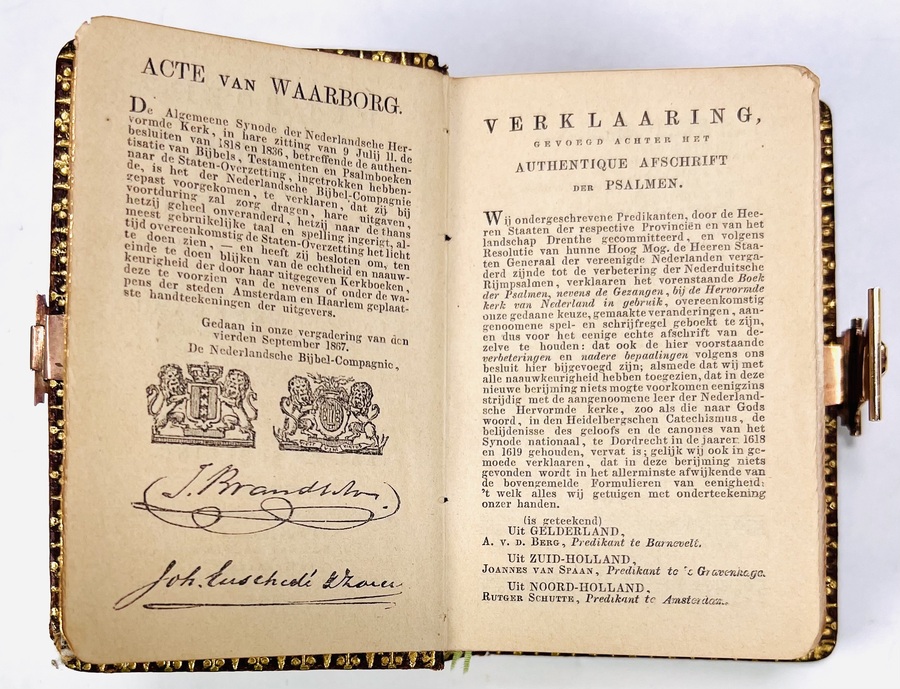 ACTE VAN WAARBORG.
De Algemeene Synode der Nederlandsche Her-
vormde Kerk, in hare zitting van 9 Julij ll. de
besluiten van 1818 en 1836, betreffende de authen-
tisatie van Bijbels, Testamenten en Psalmboeken
naar de Staten-Overzetting, ingetrokken hebben-
de, is het der Nederlandsche Bijbel-Compagnie
gepast voorgekomen, te verklaren, dat zij bij
voortduring zal zorg dragen, hare uitgaven,
hetzij geheel onveranderd, hetzij naar de thans
meest gebruikelijke taal en spelling ingerigt, al-
tijd overeenkomstig de Staten-Overzetting het licht
te doen zien, — en heeft zij besloten om, ten
einde te doen blijken van de echtheid en naauw-
keurigheid der door haar uitgegeven Kerkboeken,
deze te voorzien van de nevens of onder de wa-
pens der steden Amsterdam en Haarlem geplaat-
ste handteekeningen der uitgevers.
Gedaan in onze vergadering van den
vierden September 1867.
De Nederlandsche Bijbel-Compagnie,
J. Brandt
Joh. Enschedé
VERKLAARING,
GEVOEGD ACHTER HET
AUTHENTIQUE AFSCHRIFT
DER PSALMEN.
Wij ondergeschrevene Predikanten, door de Hee-
ren Staaten der respective Provinciën en van het
landschap Drenthe gecommitteerd, en volgens
Resolutie van hunne Hoog Mog. de Heeren Staa-
ten Generaal der vereenigde Nederlanden verga-
derd zijnde tot de verbetering der Nederduitsche
Rijmpsalmen, verklaaren het vorenstaande Boek
der Psalmen, nevens de Gezangen, bij de Hervormde
kerk van Nederland in gebruik, overeenkomstig
onze gedaane keuze, gemaakte veranderingen, aan-
genoomene spel- en schrijfregel geboekt te zijn,
en dus voor het eenige echte afschrift van de-
zelve te houden: dat ook de hier voorstaande
verbeteringen en nadere bepaalingen volgens ons
besluit hier bijgevoegd zijn; alsmede dat wij met
alle naauwkeurigheid hebben toegezien, dat in deze
nieuwe berijming niets mogte voorkomen eenigzins
strijdig met de aangenoomene leer der Nederland-
sche Hervormde kerke, zoo als die naar Gods
woord, in den Heidelbergschen Catechismus, de
belijdenisse des geloofs en de canones van het
Synode nationaal, te Dordrecht in de jaaren 1618
en 1619 gehouden, vervat is; gelijk wij ook in ge-
moede verklaaren, dat in deze berijming niets
gevonden wordt in het allerminste afwijkende van
de bovengemelde Formulieren van eenigheid:
't welk alles wij getuigen met onderteekening
onzer handen.
(is geteekend)
Uit GELDERLAND,
A. v. d. Berg, Predikant te Barnevelt.
Uit ZUID-HOLLAND,
Joannes van Spaan, Predikant te 's Gravenhage.
Uit NOORD-HOLLAND,
Rutger Schutte, Predikant te Amsterdam.